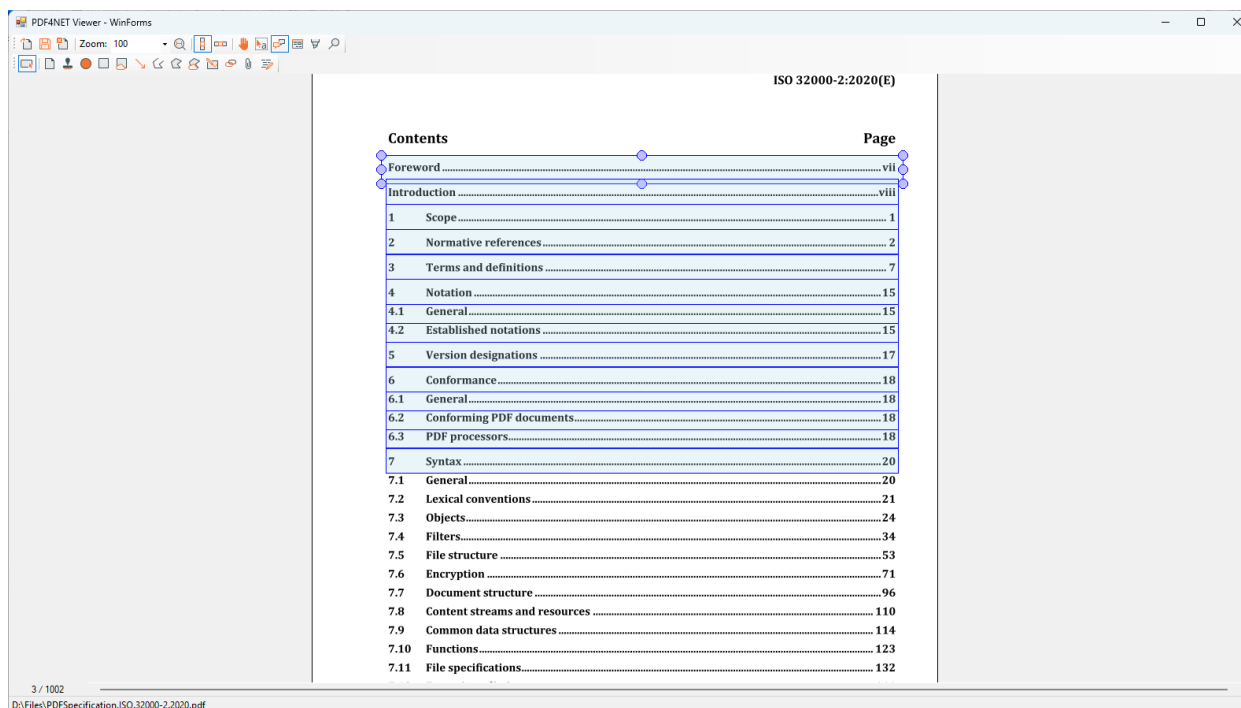 PDF4NET Viewer - WinForms
Zoom: 100
ISO 32000-2:2020(E)
Contents Page
Foreword vii
Introduction viii
1 Scope 1
2 Normative references 2
3 Terms and definitions 7
4 Notation 15
4.1 General 15
4.2 Established notations 15
5 Version designations 17
6 Conformance 18
6.1 General 18
6.2 Conforming PDF documents 18
6.3 PDF processors 18
7 Syntax 20
7.1 General 20
7.2 Lexical conventions 21
7.3 Objects 24
7.4 Filters 34
7.5 File structure 53
7.6 Encryption 71
7.7 Document structure 96
7.8 Content streams and resources 110
7.9 Common data structures 114
7.10 Functions 123
7.11 File specifications 132
3 / 1002
D:\Files\PDFSpecification.ISO.32000-2.2020.pdf